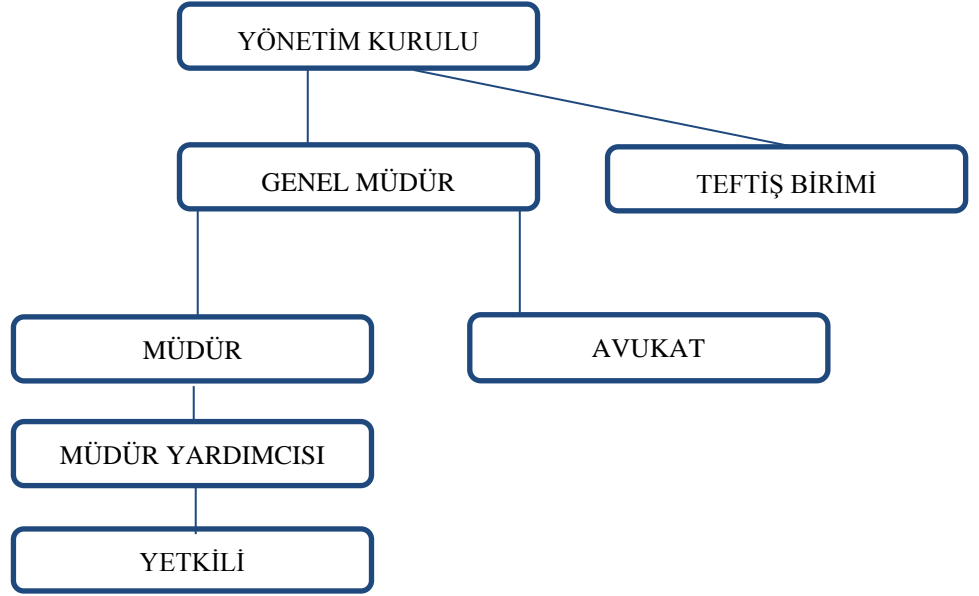 YÖNETİM KURULU
GENEL MÜDÜR
TEFTİŞ BİRİMİ
MÜDÜR
AVUKAT
MÜDÜR YARDIMCISI
YETKİLİ